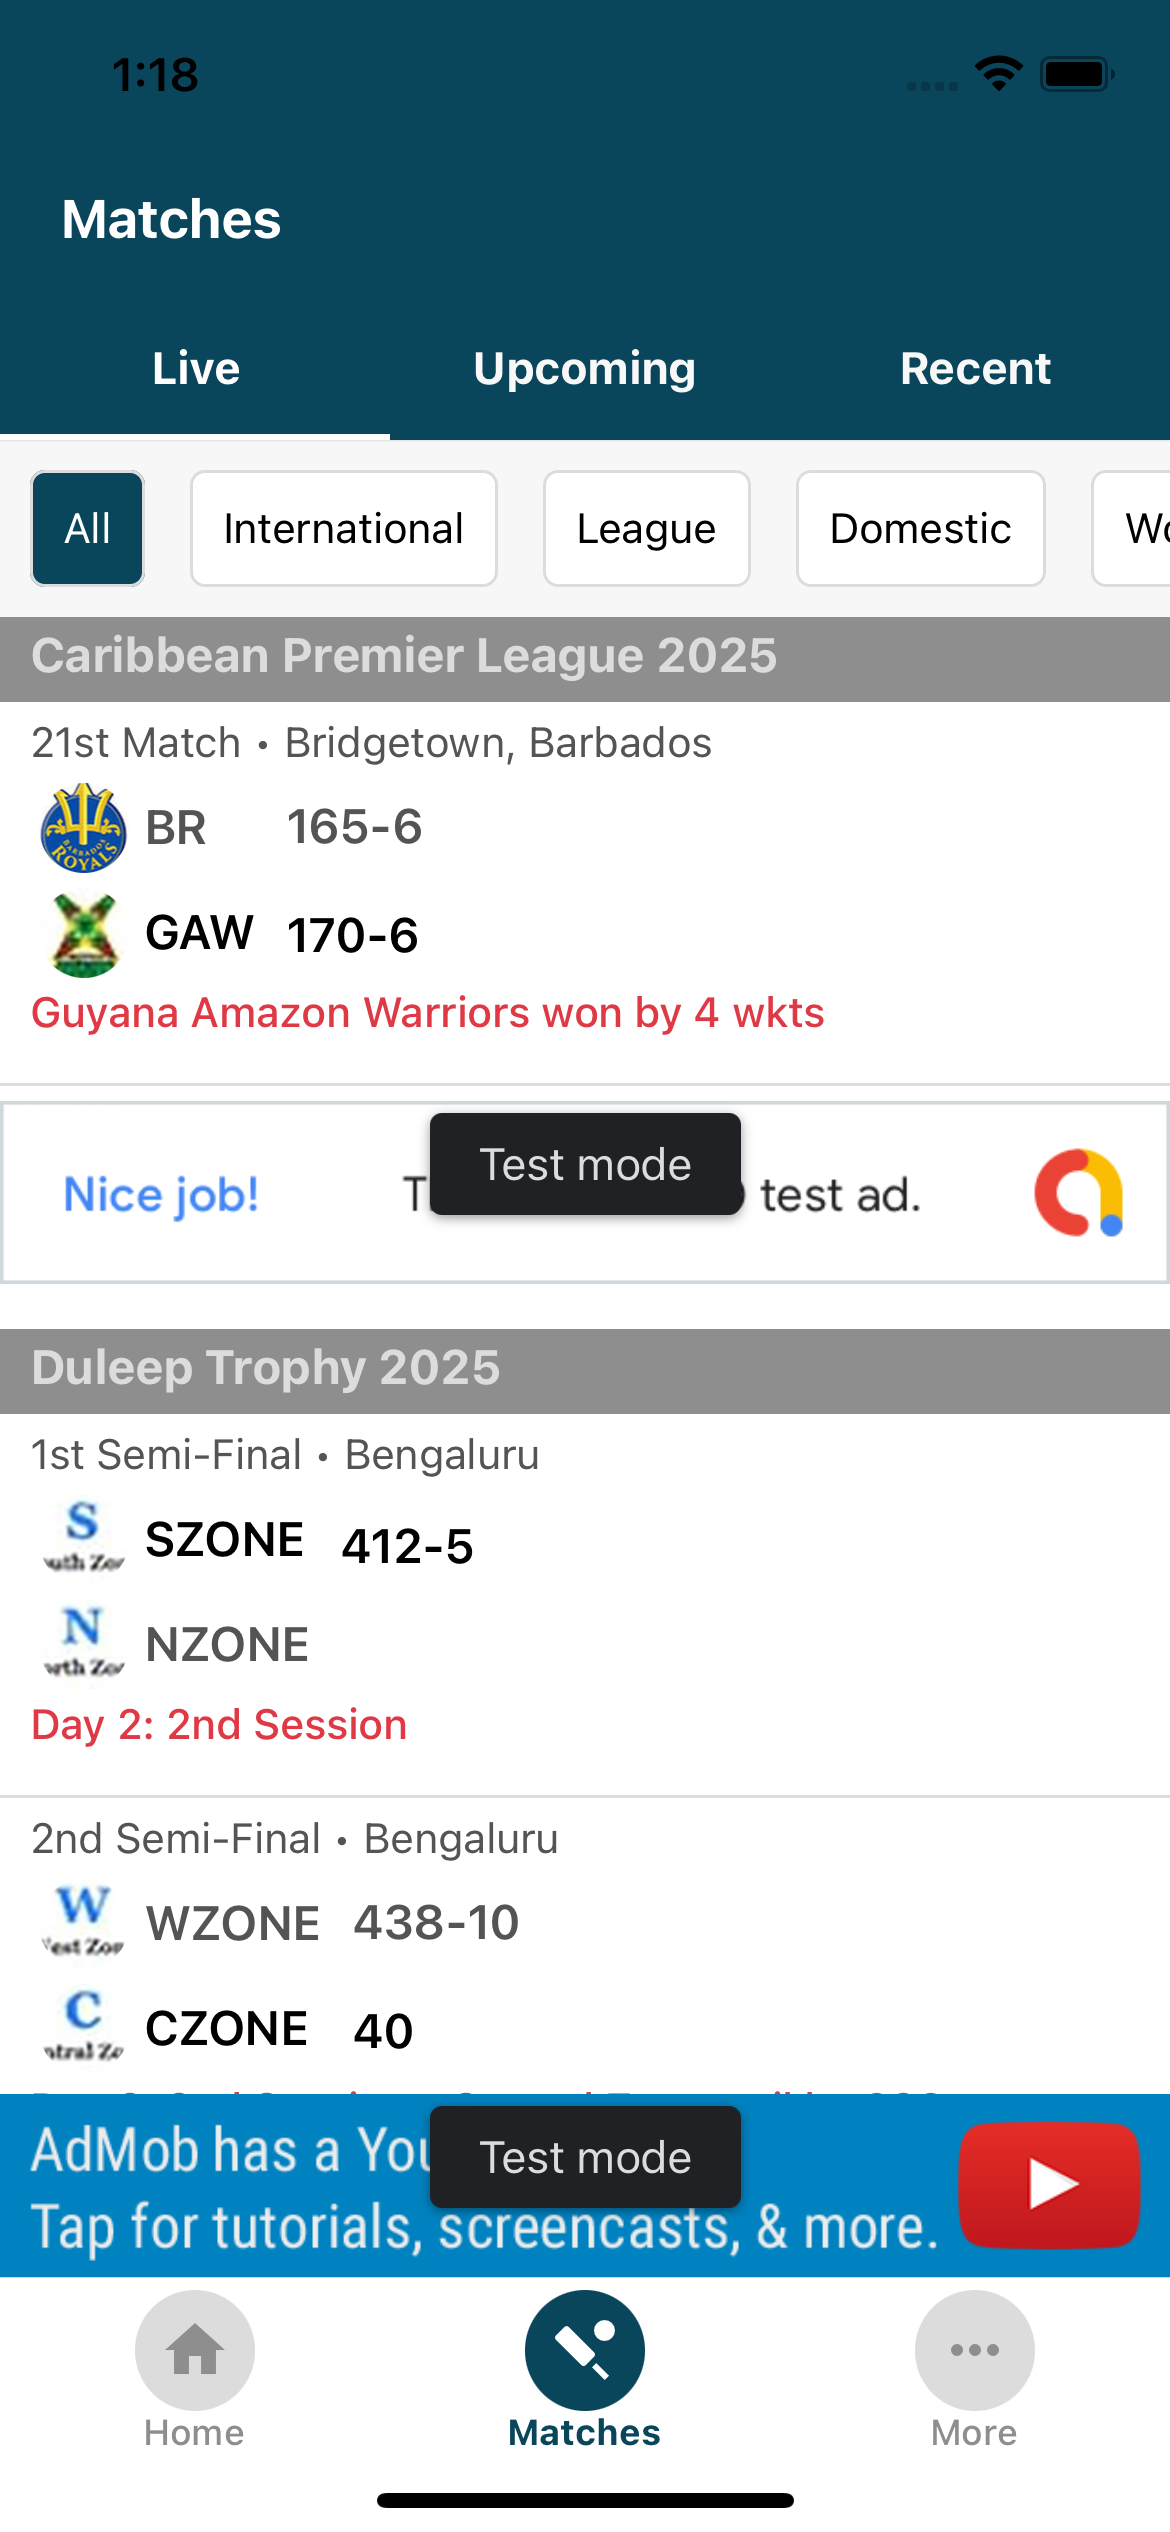 1:18
Matches
Live Upcoming Recent
All International League Domestic
Caribbean Premier League 2025
21st Match • Bridgetown, Barbados
BR 165-6
GAW 170-6
Guyana Amazon Warriors won by 4 wkts
Test mode
Nice job! test ad.
Duleep Trophy 2025
1st Semi-Final • Bengaluru
S
SZONE 412-5
N
NZONE
Day 2: 2nd Session
2nd Semi-Final • Bengaluru
W
WZONE 438-10
C
CZONE 40
Test mode
AdMob has a
Tap for tutorials, screencasts, & more.
Home Matches More